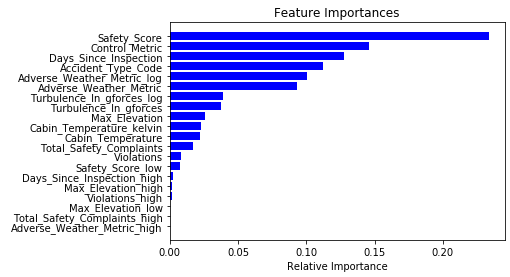 Feature Importances
Safety_Score
Control_Metric
Days_Since_Inspection
Accident_Type_Code
Adverse_Weather_Metric_log
Adverse_Weather_Metric
Turbulence_In_gforces_log
Turbulence_In_gforces
Max_Elevation
Cabin_Temperature_kelvin
Cabin_Temperature
Total_Safety_Complaints
Violations
Safety_Score_low
Days_Since_Inspection_high
Max_Elevation_high
Violations_high
Max_Elevation_low
Total_Safety_Complaints_high
Adverse_Weather_Metric_high
0.00 0.05 0.10 0.15 0.20
Relative Importance